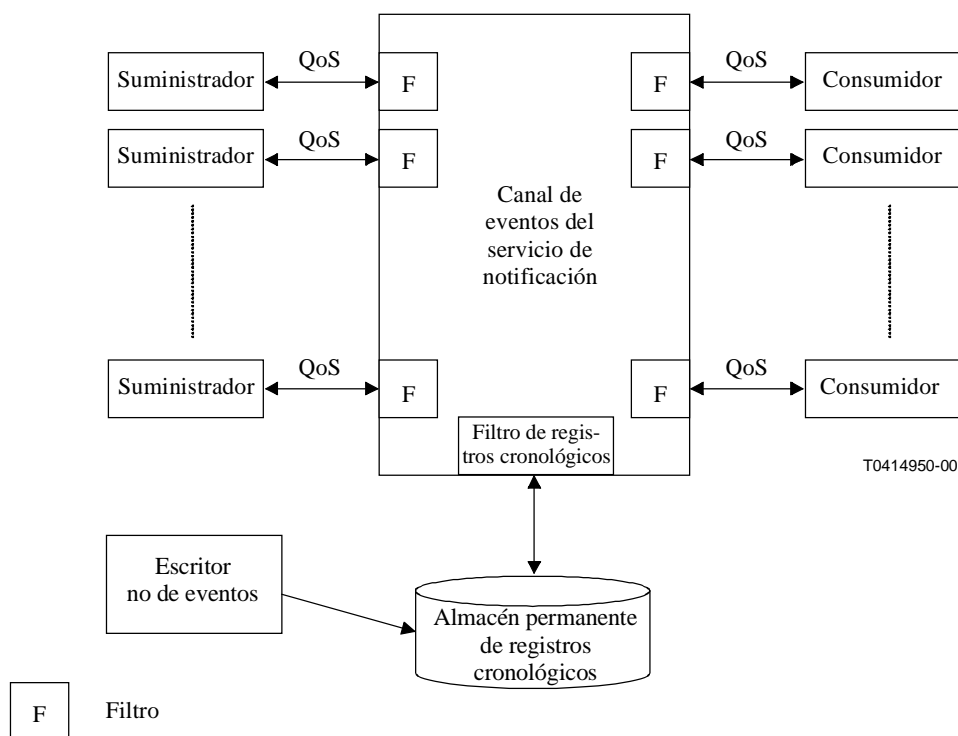 QoS
QoS
Suministrador
F
F
Consumidor
QoS
QoS
Suministrador
F
F
Consumidor
Canal de
eventos del
servicio de
notificación
QoS
QoS
Suministrador
F
F
Consumidor
Filtro de regis-
tros cronológicos
T0414950-00
Escritor
no de eventos
Almacén permanente
de registros
cronológicos
F
Filtro